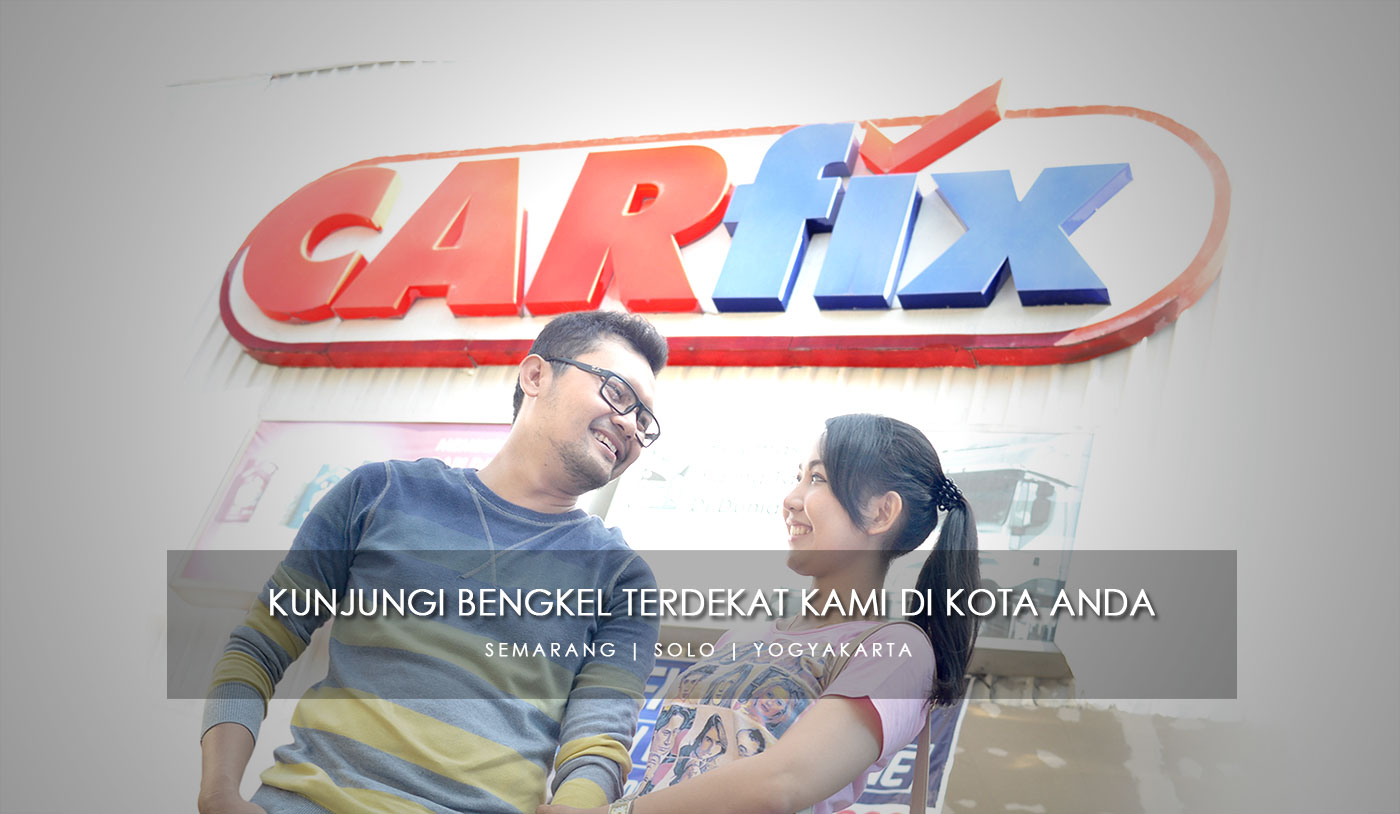 CARfix
KUNJUNGI BENGKEL TERDEKAT KAMI DI KOTA ANDA
SEMARANG | SOLO | YOGYAKARTA